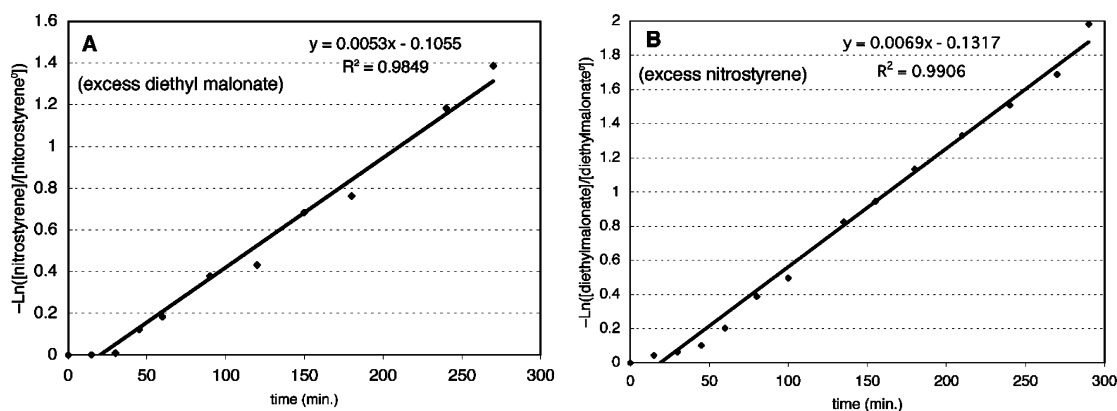 A
y = 0.0053x - 0.1055
R² = 0.9849
(excess diethyl malonate)
–Ln([nitrostyrene]/[nitorostyrene⁰])
1.6
1.4
1.2
1
0.8
0.6
0.4
0.2
0
0 50 100 150 200 250 300
time (min.)
B
y = 0.0069x - 0.1317
R² = 0.9906
(excess nitrostyrene)
–Ln([diethylmalonate]/[diethylmalonate⁰])
2
1.8
1.6
1.4
1.2
1
0.8
0.6
0.4
0.2
0
0 50 100 150 200 250 300
time (min.)